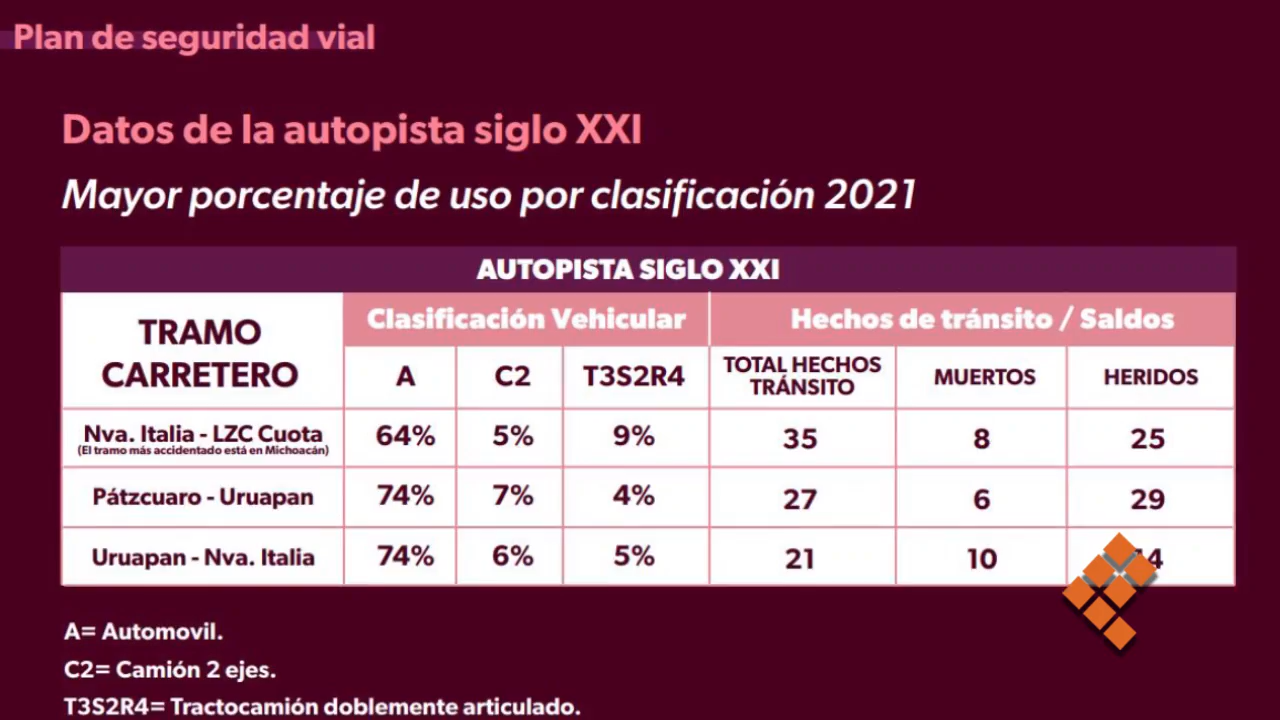 Plan de seguridad vial
Datos de la autopista siglo XXI
Mayor porcentaje de uso por clasificación 2021
AUTOPISTA SIGLO XXI
TRAMO CARRETERO
Clasificación Vehicular
Hechos de tránsito / Saldos
A C2 T3S2R4 TOTAL HECHOS TRÁNSITO MUERTOS HERIDOS
Nva. Italia - LZC Cuota 64% 5% 9% 35 8 25
(El tramo más accidentado está en Michoacán)
Pátzcuaro - Uruapan 74% 7% 4% 27 6 29
Uruapan - Nva. Italia 74% 6% 5% 21 10
A= Automovil.
C2= Camión 2 ejes.
T3S2R4= Tractocamión doblemente articulado.